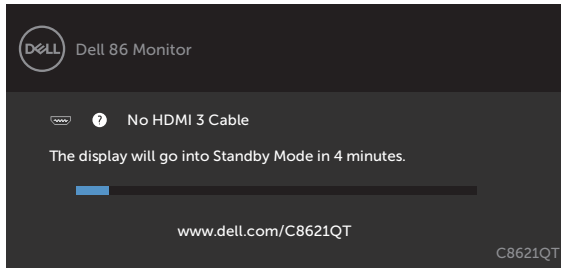 DELL
Dell 86 Monitor
? No HDMI 3 Cable
The display will go into Standby Mode in 4 minutes.
www.dell.com/C8621QT
C8621QT